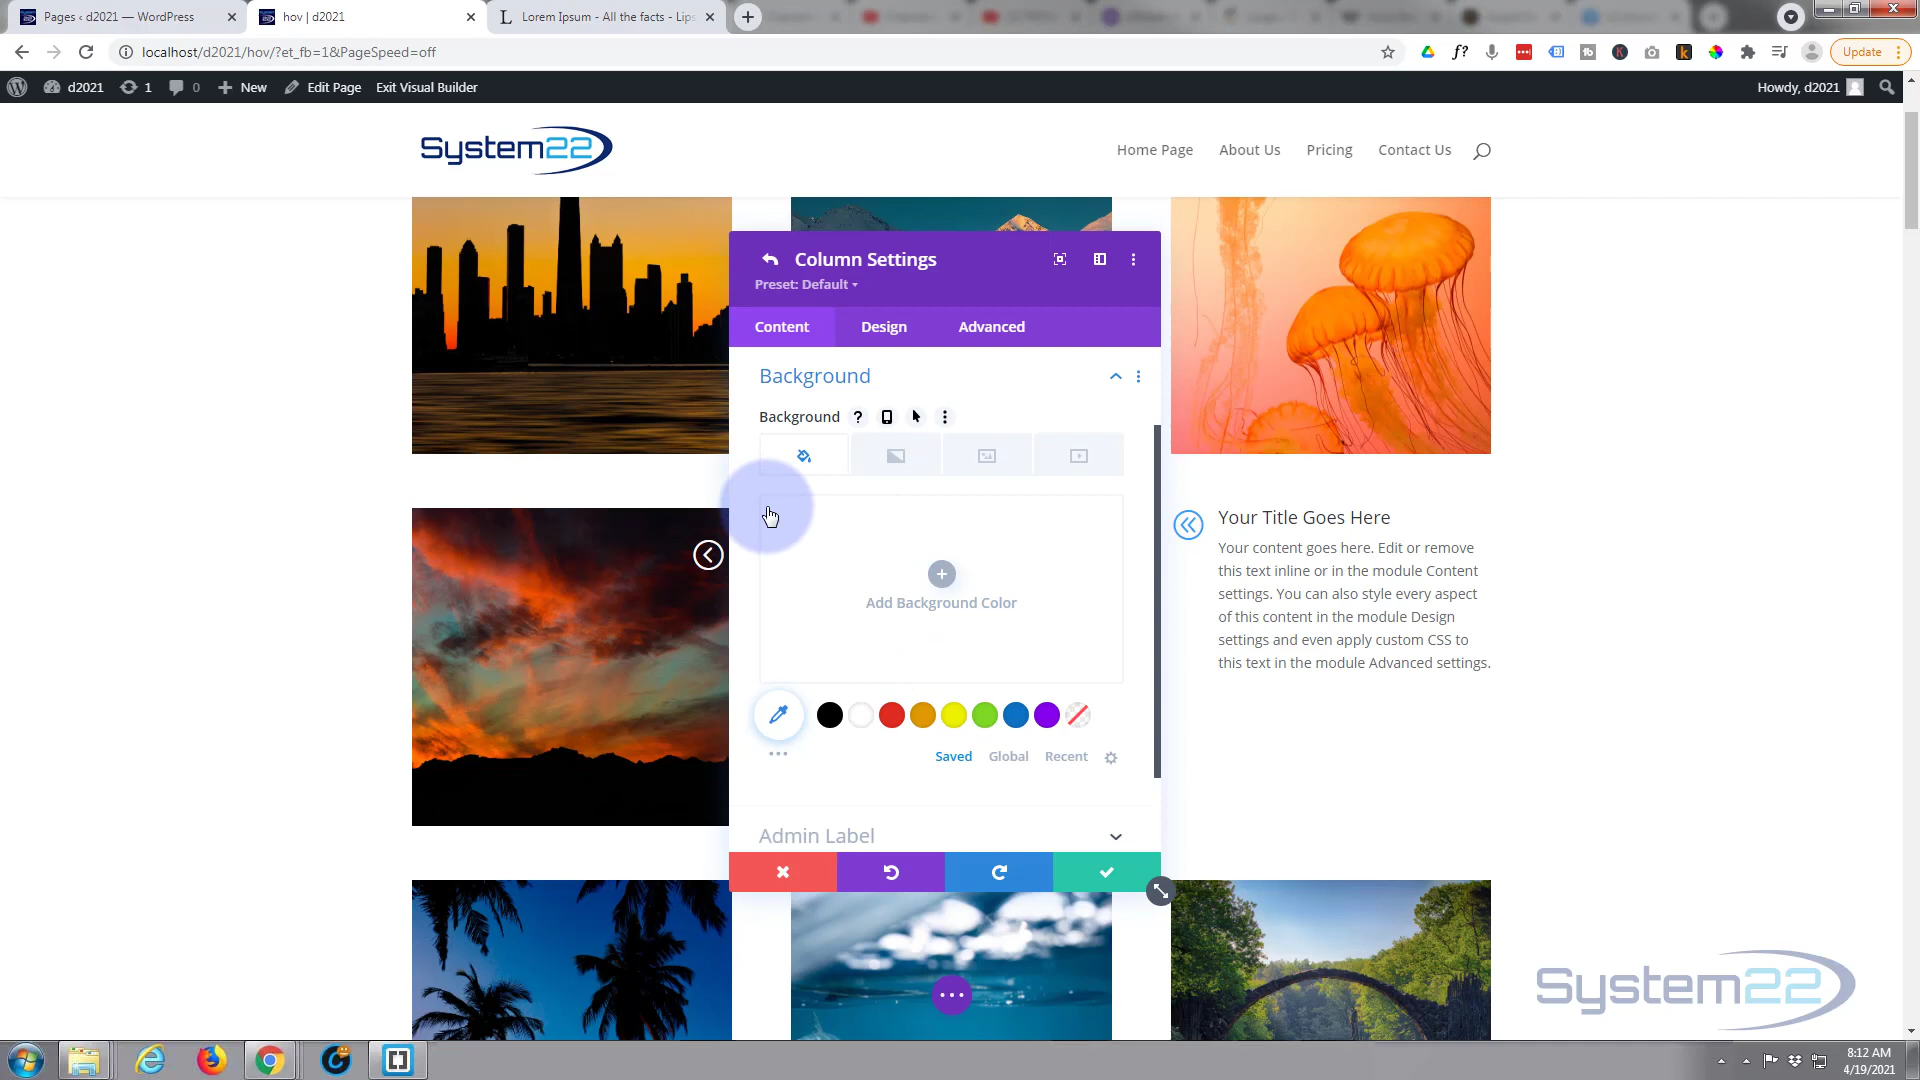 Pages ‹ d2021 — WordPress
hov | d2021
Lorem Ipsum - All the facts - Lips
localhost/d2021/hov/?et_fb=1&PageSpeed=off
Update
d2021
1
0
New
Edit Page
Exit Visual Builder
Howdy, d2021
System22
Home Page
About Us
Pricing
Contact Us
Column Settings
Preset: Default
Content
Design
Advanced
Background
Background
Add Background Color
Saved
Global
Recent
Admin Label
Your Title Goes Here
Your content goes here. Edit or remove
this text inline or in the module Content
settings. You can also style every aspect
of this content in the module Design
settings and even apply custom CSS to
this text in the module Advanced settings.
System22
8:12 AM
4/19/2021